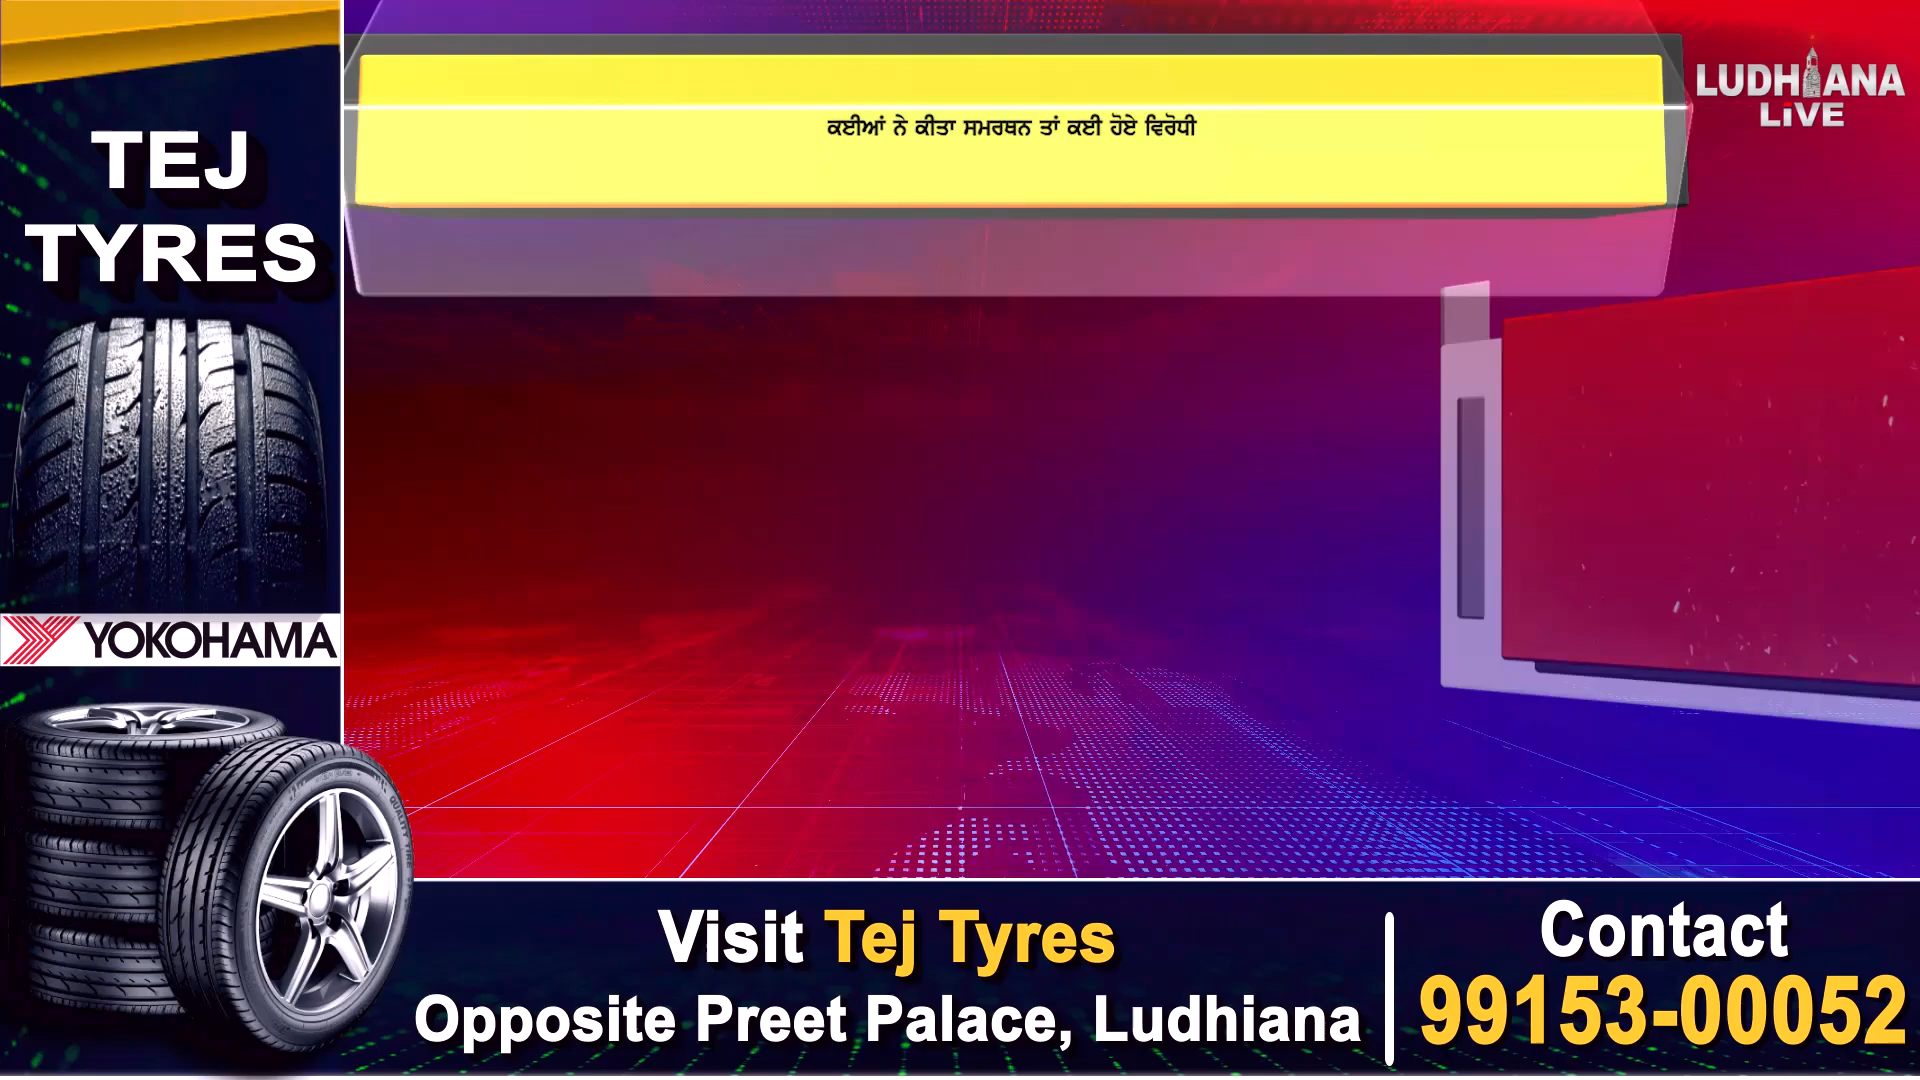 TEJ
TYRES
YOKOHAMA
ਕਈਆਂ ਨੇ ਕੀਤਾ ਸਮਰਥਨ ਤਾਂ ਕਈ ਹੋਏ ਵਿਰੋਧੀ
LUDHIANA
LiVE
Visit Tej Tyres
Opposite Preet Palace, Ludhiana
Contact
99153-00052